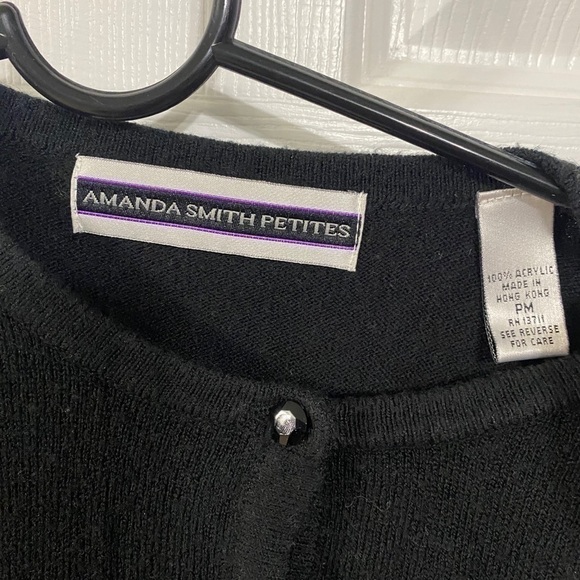 AMANDA SMITH PETITES
100% ACRYLIC
MADE IN
HONG KONG
PM
RN 13711
SEE REVERSE
FOR CARE